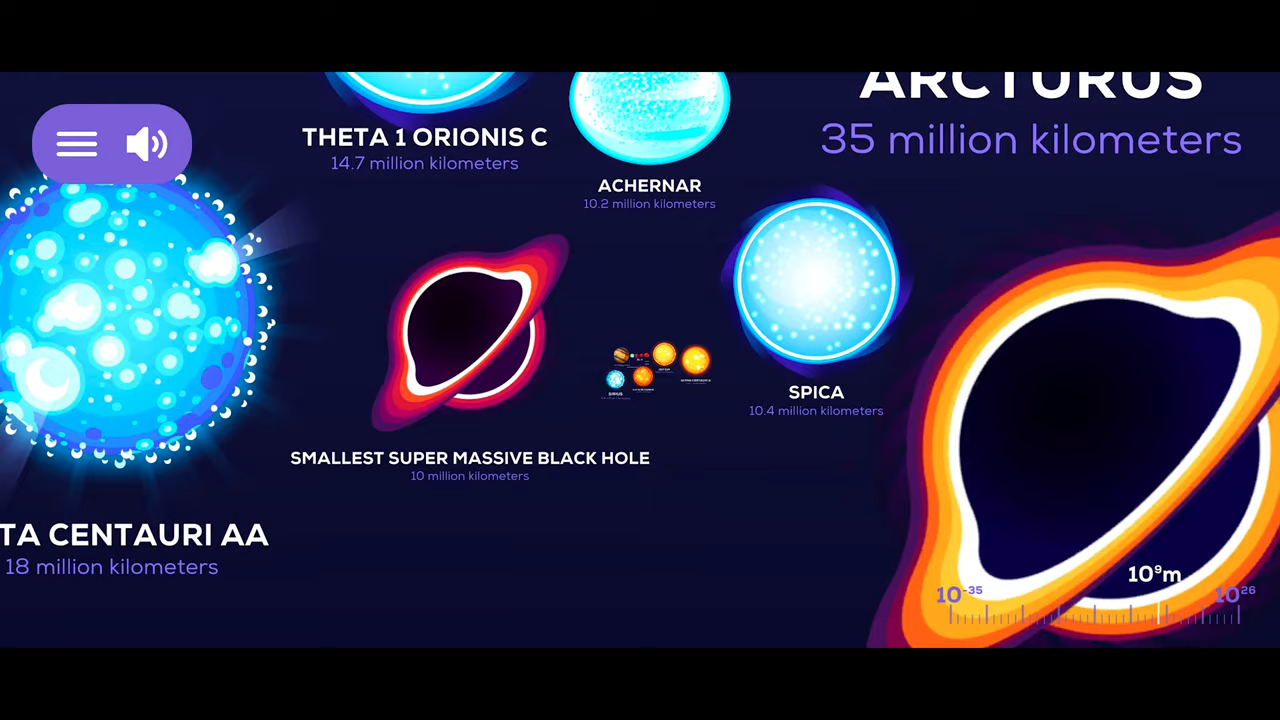 ARCTURUS
35 million kilometers
THETA 1 ORIONIS C
14.7 million kilometers
ACHERNAR
10.2 million kilometers
SPICA
10.4 million kilometers
SMALLEST SUPER MASSIVE BLACK HOLE
10 million kilometers
TA CENTAURI AA
18 million kilometers
SIRIUS
10⁹m
10⁻³⁵
10²⁶